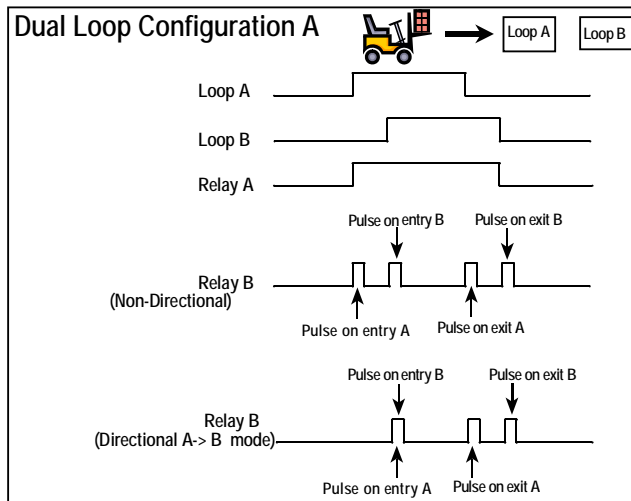 Dual Loop Configuration A
Loop A
Loop B
Loop A
Loop B
Relay A
Pulse on entry B
Pulse on exit B
Relay B
(Non-Directional)
Pulse on entry A
Pulse on exit A
Pulse on entry B
Pulse on exit B
Relay B
(Directional A-> B mode)
Pulse on entry A
Pulse on exit A